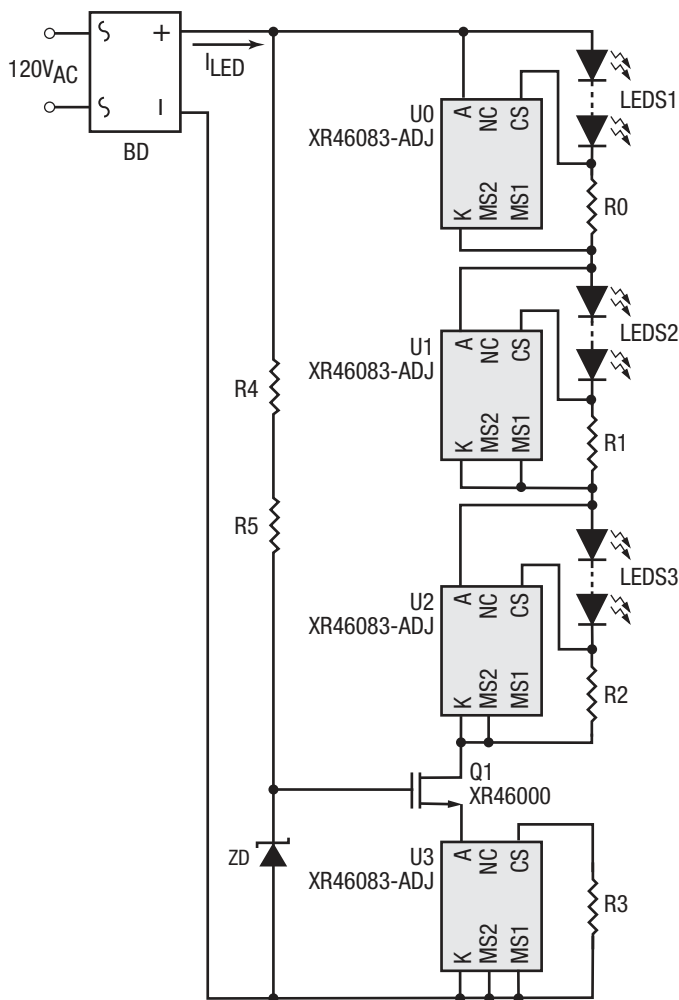 120VAC
+
−
BD
ILED
U0
XR46083-ADJ
A
NC
CS
K
MS2
MS1
LEDS1
R0
U1
XR46083-ADJ
A
NC
CS
K
MS2
MS1
LEDS2
R1
R4
R5
U2
XR46083-ADJ
A
NC
CS
K
MS2
MS1
LEDS3
R2
Q1
XR46000
ZD
U3
XR46083-ADJ
A
NC
CS
K
MS2
MS1
R3